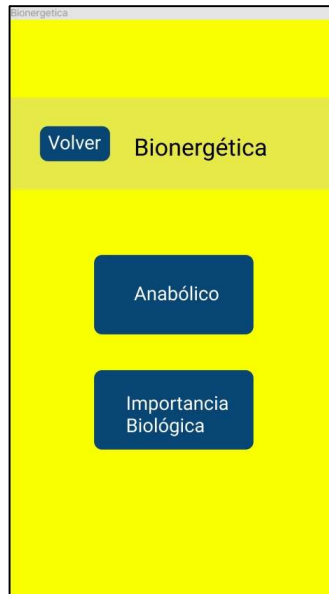 Bionergetica
Volver
Bionergética
Anabólico
Importancia
Biológica